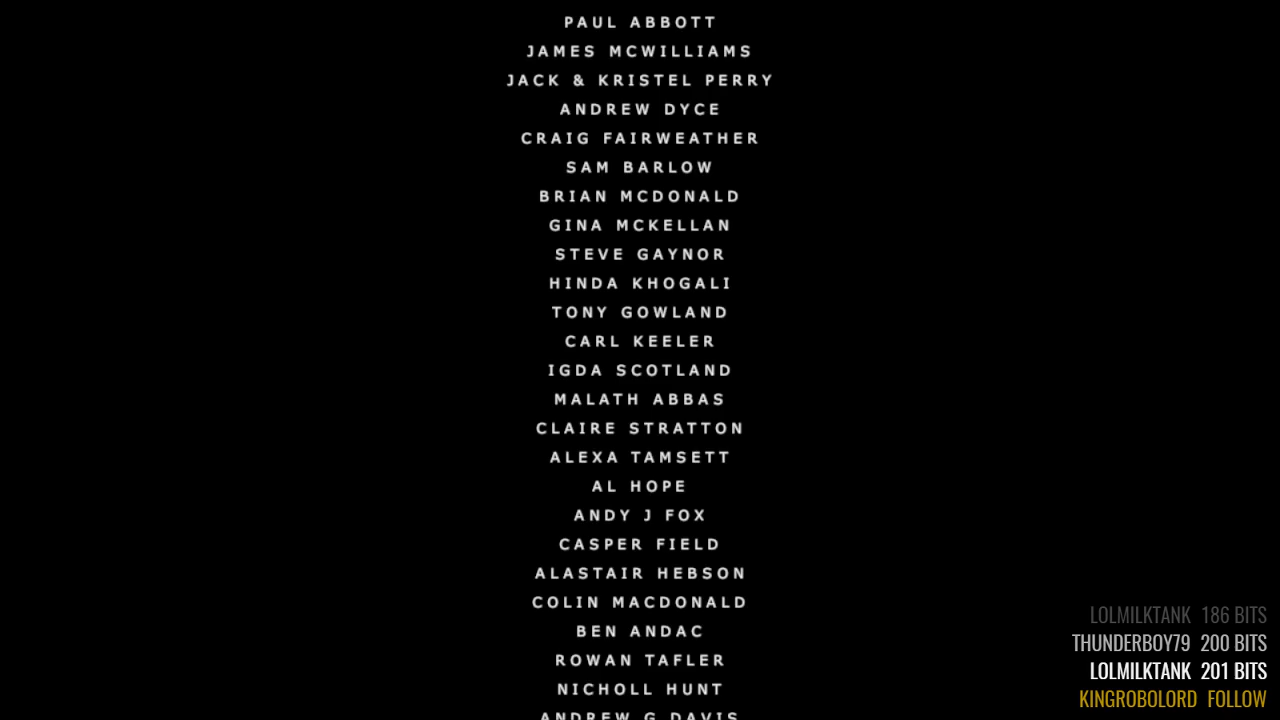 PAUL ABBOTT
JAMES MCWILLIAMS
JACK & KRISTEL PERRY
ANDREW DYCE
CRAIG FAIRWEATHER
SAM BARLOW
BRIAN MCDONALD
GINA MCKELLAN
STEVE GAYNOR
HINDA KHOGALI
TONY GOWLAND
CARL KEELER
IGDA SCOTLAND
MALATH ABBAS
CLAIRE STRATTON
ALEXA TAMSETT
AL HOPE
ANDY J FOX
CASPER FIELD
ALASTAIR HEBSON
COLIN MACDONALD
BEN ANDAC
ROWAN TAFLER
NICHOLL HUNT
ANDREW G DAVIS
LOLMILKTANK 186 BITS
THUNDERBOY79 200 BITS
LOLMILKTANK 201 BITS
KINGROBOLORD FOLLOW